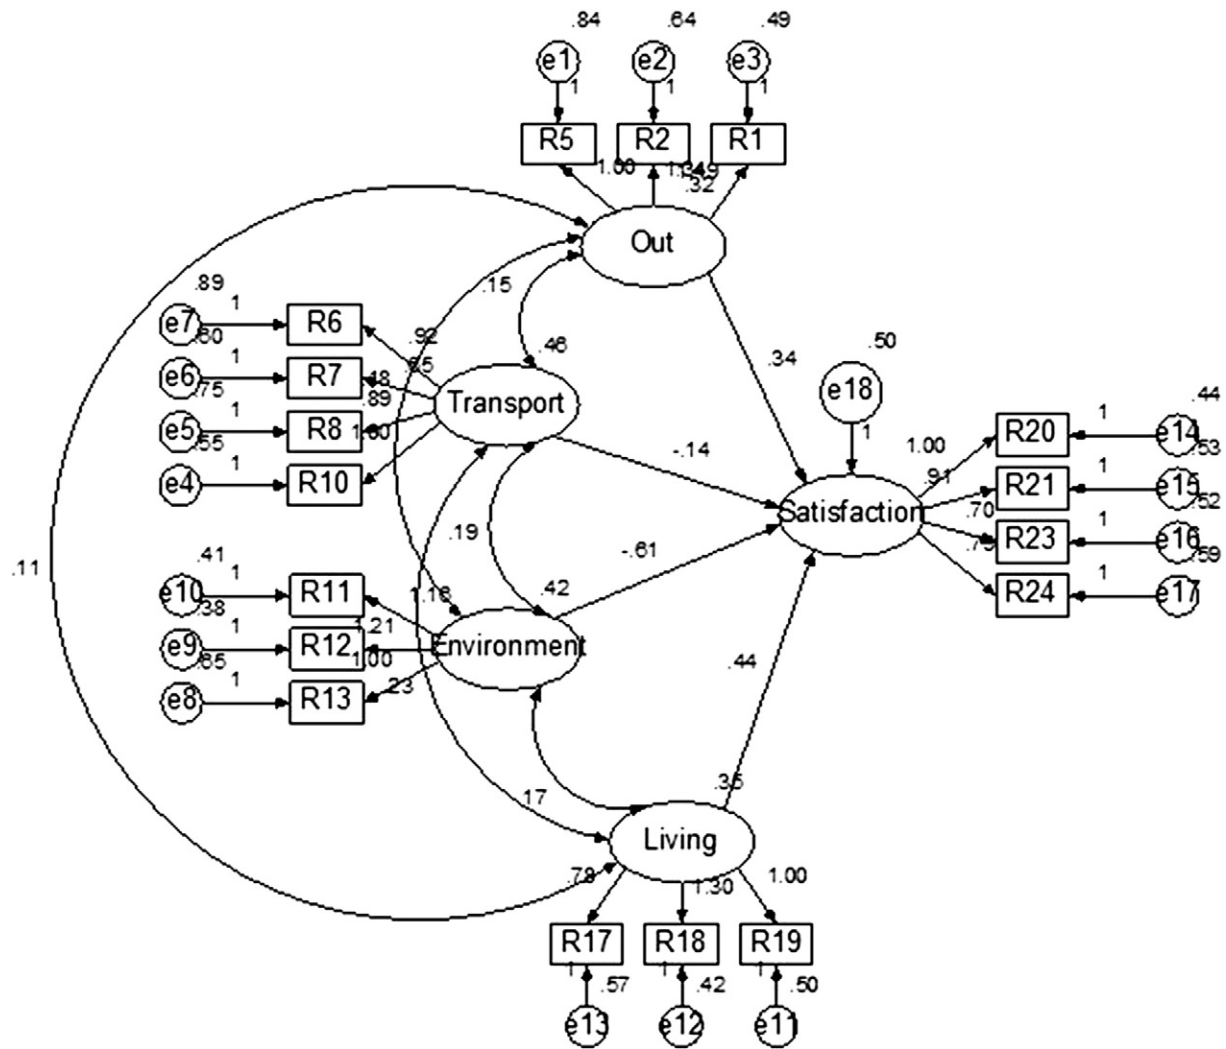 .84 .64 .49
e1 e2 e3
1 1 1
R5 R2 R1
1.00
.32
Out
.15
.34
.46
.89
e7 1 R6
.92
e6 1 R7
.75
e5 1 R8
.89
.55
e4 1 R10
Transport
-.14
.50
e18
1
Satisfaction
1.00
.91
.70
.44
R20 1 e14
.53
R21 1 e15
.52
R23 1 e16
.59
R24 1 e17
.11
.19
-.61
.42
.41
e10 1 R11
1.16
.38
e9 1 R12
1.21
1.00
e8 1 R13
.23
Environment
.44
.17
.35
Living
.78 1.30 1.00
R17 R18 R19
1 1 1
.57 .42 .50
e13 e12 e11